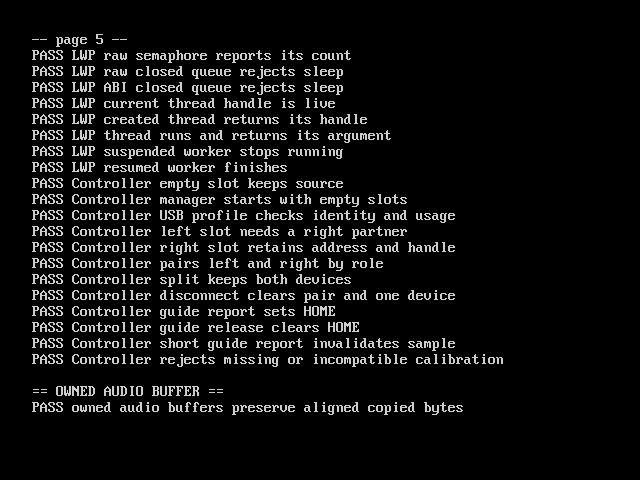 -- page 5 --
PASS LWP raw semaphore reports its count
PASS LWP raw closed queue rejects sleep
PASS LWP ABI closed queue rejects sleep
PASS LWP current thread handle is live
PASS LWP created thread returns its handle
PASS LWP thread runs and returns its argument
PASS LWP suspended worker stops running
PASS LWP resumed worker finishes
PASS Controller empty slot keeps source
PASS Controller manager starts with empty slots
PASS Controller USB profile checks identity and usage
PASS Controller left slot needs a right partner
PASS Controller right slot retains address and handle
PASS Controller pairs left and right by role
PASS Controller split keeps both devices
PASS Controller disconnect clears pair and one device
PASS Controller guide report sets HOME
PASS Controller guide release clears HOME
PASS Controller short guide report invalidates sample
PASS Controller rejects missing or incompatible calibration
== OWNED AUDIO BUFFER ==
PASS owned audio buffers preserve aligned copied bytes